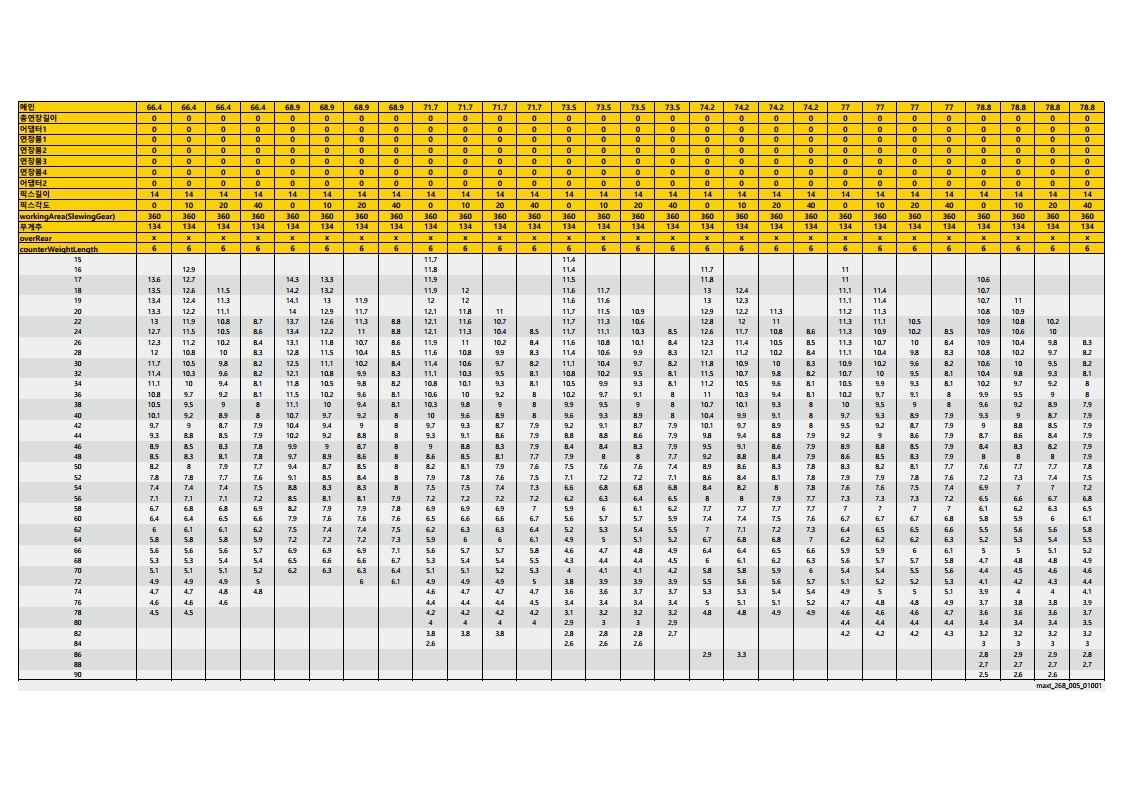 메인 66.4 66.4 66.4 66.4 68.9 68.9 68.9 68.9 71.7 71.7 71.7 71.7 73.5 73.5 73.5 73.5 74.2 74.2 74.2 74.2 77 77 77 77 78.8 78.8 78.8 78.8
총연장길이 0 0 0 0 0 0 0 0 0 0 0 0 0 0 0 0 0 0 0 0 0 0 0 0 0 0 0 0
어댑터1 0 0 0 0 0 0 0 0 0 0 0 0 0 0 0 0 0 0 0 0 0 0 0 0 0 0 0 0
연장붐1 0 0 0 0 0 0 0 0 0 0 0 0 0 0 0 0 0 0 0 0 0 0 0 0 0 0 0 0
연장붐2 0 0 0 0 0 0 0 0 0 0 0 0 0 0 0 0 0 0 0 0 0 0 0 0 0 0 0 0
연장붐3 0 0 0 0 0 0 0 0 0 0 0 0 0 0 0 0 0 0 0 0 0 0 0 0 0 0 0 0
연장붐4 0 0 0 0 0 0 0 0 0 0 0 0 0 0 0 0 0 0 0 0 0 0 0 0 0 0 0 0
어댑터2 0 0 0 0 0 0 0 0 0 0 0 0 0 0 0 0 0 0 0 0 0 0 0 0 0 0 0 0
픽스길이 14 14 14 14 14 14 14 14 14 14 14 14 14 14 14 14 14 14 14 14 14 14 14 14 14 14 14 14
픽스각도 0 10 20 40 0 10 20 40 0 10 20 40 0 10 20 40 0 10 20 40 0 10 20 40 0 10 20 40
workingArea(SlewingGear) 360 360 360 360 360 360 360 360 360 360 360 360 360 360 360 360 360 360 360 360 360 360 360 360 360 360 360 360
무게추 134 134 134 134 134 134 134 134 134 134 134 134 134 134 134 134 134 134 134 134 134 134 134 134 134 134 134 134
overRear x x x x x x x x x x x x x x x x x x x x x x x x x x x x
counterWeightLength 6 6 6 6 6 6 6 6 6 6 6 6 6 6 6 6 6 6 6 6 6 6 6 6 6 6 6 6
15 11.7 11.4
16 12.9 11.8 11.4 11.7 11
17 13.6 12.7 14.3 13.3 11.9 11.5 11.8 11 10.6
18 13.5 12.6 11.5 14.2 13.2 11.9 12 11.6 11.7 13 12.4 11.1 11.4 10.7
19 13.4 12.4 11.3 14.1 13 11.9 12 12 11.6 11.6 13 12.3 11.1 11.4 10.7 11
20 13.3 12.2 11.1 14 12.9 11.7 12.1 11.8 11 11.7 11.5 10.9 12.9 12.2 11.3 11.2 11.3 10.8 10.9
22 13 11.9 10.8 8.7 13.7 12.6 11.3 8.8 12.1 11.6 10.7 11.7 11.3 10.6 12.8 12 11 11.3 11.1 10.5 10.9 10.8 10.2
24 12.7 11.5 10.5 8.6 13.4 12.2 11 8.8 12.1 11.3 10.4 8.5 11.7 11.1 10.3 8.5 12.6 11.7 10.8 8.6 11.3 10.9 10.2 8.5 10.9 10.6 10
26 12.3 11.2 10.2 8.4 13.1 11.8 10.7 8.6 11.9 11 10.2 8.4 11.6 10.8 10.1 8.4 12.3 11.4 10.5 8.5 11.3 10.7 10 8.4 10.9 10.4 9.8 8.3
28 12 10.8 10 8.3 12.8 11.5 10.4 8.5 11.6 10.8 9.9 8.3 11.4 10.6 9.9 8.3 12.1 11.2 10.2 8.4 11.1 10.4 9.8 8.3 10.8 10.2 9.7 8.2
30 11.7 10.5 9.8 8.2 12.5 11.1 10.2 8.4 11.4 10.6 9.7 8.2 11.1 10.4 9.7 8.2 11.8 10.9 10 8.3 10.9 10.2 9.6 8.2 10.6 10 9.5 8.2
32 11.4 10.3 9.6 8.2 12.1 10.8 9.9 8.3 11.1 10.3 9.5 8.1 10.8 10.2 9.5 8.1 11.5 10.7 9.8 8.2 10.7 10 9.5 8.1 10.4 9.8 9.3 8.1
34 11.1 10 9.4 8.1 11.8 10.5 9.8 8.2 10.8 10.1 9.3 8.1 10.5 9.9 9.3 8.1 11.2 10.5 9.6 8.1 10.5 9.9 9.3 8.1 10.2 9.7 9.2 8
36 10.8 9.7 9.2 8.1 11.5 10.2 9.6 8.1 10.6 10 9.2 8 10.2 9.7 9.1 8 11 10.3 9.4 8.1 10.2 9.7 9.1 8 9.9 9.5 9 8
38 10.5 9.5 9 8 11.1 10 9.4 8.1 10.3 9.8 9 8 9.9 9.5 9 8 10.7 10.1 9.3 8 10 9.5 9 8 9.6 9.2 8.9 7.9
40 10.1 9.2 8.9 8 10.7 9.7 9.2 8 10 9.6 8.9 8 9.6 9.3 8.9 8 10.4 9.9 9.1 8 9.7 9.3 8.9 7.9 9.3 9 8.7 7.9
42 9.7 9 8.7 7.9 10.4 9.4 9 8 9.7 9.3 8.7 7.9 9.2 9.1 8.7 7.9 10.1 9.7 8.9 8 9.5 9.2 8.7 7.9 9 8.8 8.5 7.9
44 9.3 8.8 8.5 7.9 10.2 9.2 8.8 8 9.3 9.1 8.6 7.9 8.8 8.8 8.6 7.9 9.8 9.4 8.8 7.9 9.2 9 8.6 7.9 8.7 8.6 8.4 7.9
46 8.9 8.5 8.3 7.8 9.9 9 8.7 8 9 8.8 8.3 7.9 8.4 8.4 8.3 7.9 9.5 9.1 8.6 7.9 8.9 8.8 8.4 7.9 8.4 8.3 8.2 7.9
48 8.5 8.3 8.1 7.8 9.7 8.9 8.6 8 8.6 8.5 8.1 7.7 7.9 8 8 7.7 9.2 8.8 8.4 7.9 8.6 8.5 8.3 7.9 8 8 8 7.9
50 8.2 8 7.9 7.7 9.4 8.7 8.5 8 8.2 8.1 7.9 7.6 7.5 7.6 7.6 7.4 8.9 8.6 8.3 7.8 8.3 8.2 8.1 7.7 7.6 7.7 7.7 7.8
52 7.8 7.8 7.7 7.6 9.1 8.5 8.4 8 7.9 7.8 7.6 7.5 7.1 7.2 7.2 7.1 8.6 8.4 8.1 7.8 7.9 7.9 7.8 7.6 7.2 7.3 7.4 7.5
54 7.4 7.4 7.4 7.5 8.8 8.3 8.3 8 7.5 7.5 7.4 7.3 6.6 6.8 6.8 6.8 8.4 8.2 8 7.8 7.6 7.6 7.5 7.4 6.9 7 7 7.2
56 7.1 7.1 7.1 7.2 8.5 8.1 8.1 7.9 7.2 7.2 7.2 7.2 6.2 6.3 6.4 6.5 8 8 7.9 7.7 7.3 7.3 7.3 7.2 6.5 6.6 6.7 6.8
58 6.7 6.8 6.8 6.9 8.2 7.9 7.9 7.8 6.9 6.9 6.9 7 5.9 6 6.1 6.2 7.7 7.7 7.7 7.7 7 7 7 7 6.1 6.2 6.3 6.5
60 6.4 6.4 6.5 6.6 7.9 7.6 7.6 7.6 6.5 6.6 6.6 6.7 5.6 5.7 5.7 5.9 7.4 7.4 7.5 7.6 6.7 6.7 6.7 6.8 5.8 5.9 6 6.1
62 6 6.1 6.1 6.2 7.5 7.4 7.4 7.5 6.2 6.3 6.3 6.4 5.2 5.3 5.4 5.5 7 7.1 7.2 7.3 6.4 6.5 6.5 6.6 5.5 5.6 5.6 5.8
64 5.8 5.8 5.8 5.9 7.2 7.2 7.2 7.3 5.9 6 6 6.1 4.9 5 5.1 5.2 6.7 6.8 6.8 7 6.2 6.2 6.2 6.3 5.2 5.3 5.4 5.5
66 5.6 5.6 5.6 5.7 6.9 6.9 6.9 7.1 5.6 5.7 5.7 5.8 4.6 4.7 4.8 4.9 6.4 6.4 6.5 6.6 5.9 5.9 6 6.1 5 5 5.1 5.2
68 5.3 5.3 5.4 5.4 6.5 6.6 6.6 6.7 5.3 5.4 5.5 5.5 4.3 4.4 4.4 4.5 6 6.1 6.2 6.3 5.6 5.7 5.7 5.8 4.7 4.8 4.8 4.9
70 5.1 5.1 5.1 5.2 6.2 6.3 6.3 6.4 5.1 5.1 5.2 5.3 4 4.1 4.1 4.2 5.8 5.8 5.9 6 5.4 5.4 5.5 5.6 4.4 4.5 4.6 4.6
72 4.9 4.9 4.9 5 6 6.1 4.9 4.9 4.9 5 3.8 3.9 3.9 3.9 5.5 5.6 5.6 5.7 5.1 5.2 5.2 5.3 4.1 4.2 4.3 4.4
74 4.7 4.7 4.8 4.8 4.6 4.7 4.7 4.7 3.6 3.6 3.7 3.7 5.3 5.3 5.4 5.4 4.9 5 5 5.1 3.9 4 4 4.1
76 4.6 4.6 4.6 4.4 4.4 4.4 4.5 3.4 3.4 3.4 3.4 5 5.1 5.1 5.2 4.7 4.8 4.8 4.9 3.7 3.8 3.8 3.9
78 4.5 4.5 4.2 4.2 4.2 4.2 3.1 3.2 3.2 3.2 4.8 4.8 4.9 4.9 4.6 4.6 4.6 4.6 3.6 3.6 3.6 3.7
80 4 4 4 4 2.9 3 3 2.9 4.4 4.4 4.4 4.4 3.4 3.4 3.4 3.5
82 3.8 3.8 3.8 2.8 2.8 2.8 2.7 4.2 4.2 4.2 4.3 3.2 3.2 3.2 3.2
84 2.6 2.6 2.6 2.6 3 3 3 3
86 2.9 3.3 2.8 2.9 2.9 2.8
88 2.7 2.7 2.7 2.7
90 2.5 2.6 2.6
maxt_268_005_01001